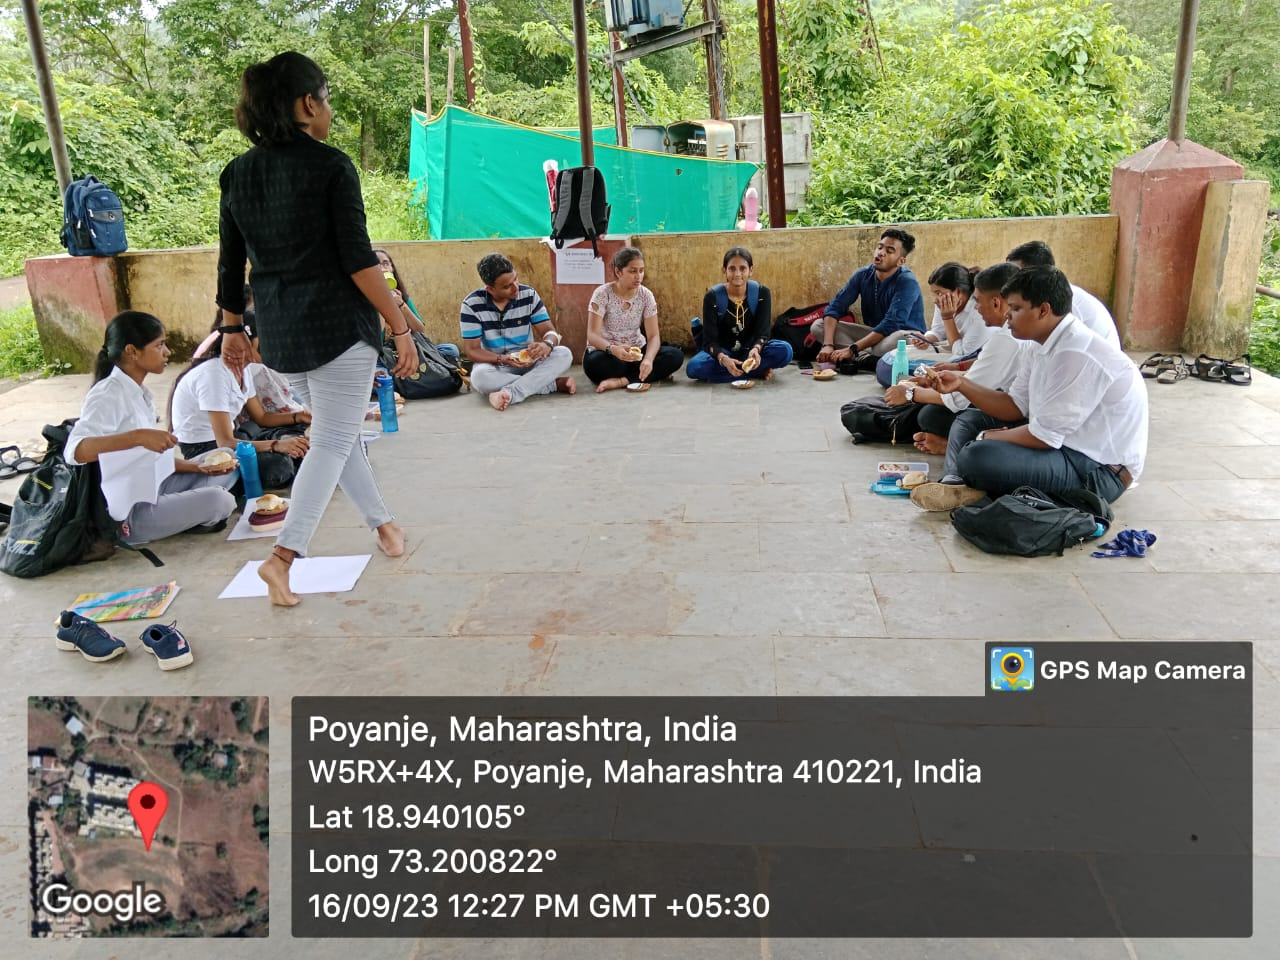 GPS Map Camera
Poyanje, Maharashtra, India
W5RX+4X, Poyanje, Maharashtra 410221, India
Lat 18.940105°
Long 73.200822°
16/09/23 12:27 PM GMT +05:30
Google